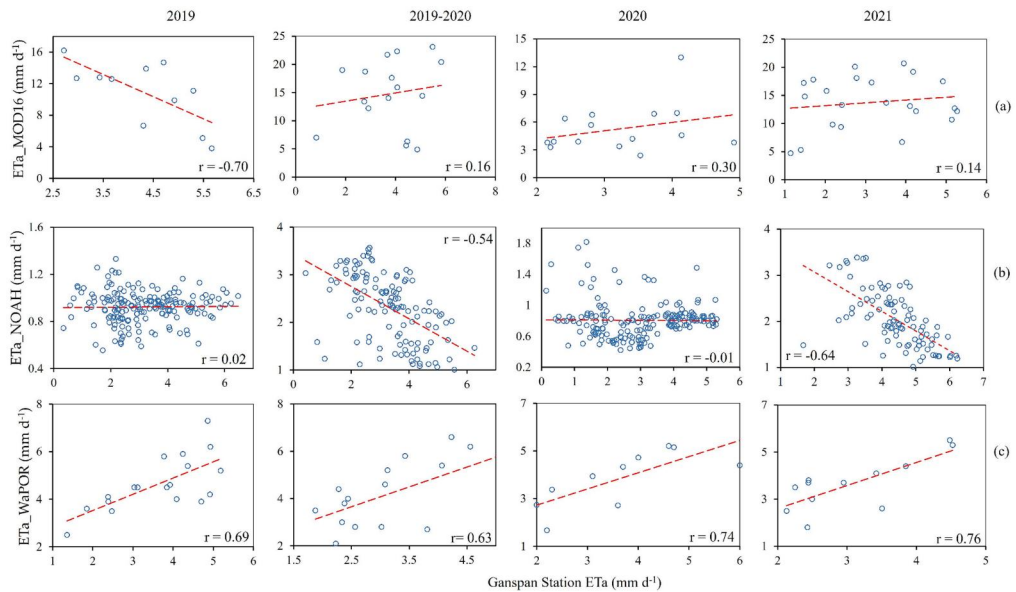 2019 2019-2020 2020 2021
ETa_MOD16 (mm d⁻¹)
20 16 12 8 4 0
2.5 3.5 4.5 5.5 6.5
r = -0.70
25 20 15 10 5 0
0 2 4 6 8
r = 0.16
15 12 9 6 3 0
2 3 4 5
r = 0.30
25 20 15 10 5 0
1 2 3 4 5 6
r = 0.14
(a)
ETa_NOAH (mm d⁻¹)
1.6 1.2 0.8 0.4
0 1 2 3 4 5 6
r = 0.02
4 3 2 1
0 2 4 6
r = -0.54
1.8 1.4 1 0.6 0.2
0 1 2 3 4 5 6
r = -0.01
4 3 2 1
1 2 3 4 5 6 7
r = -0.64
(b)
ETa_WaPOR (mm d⁻¹)
8 6 4 2
1 2 3 4 5
r = 0.69
8 6 4 2
1.5 2.5 3.5 4.5
r = 0.63
7 5 3 1
2 3 4 5 6
r = 0.74
7 5 3 1
2 3 4 5
r = 0.76
(c)
Ganspan Station ETa (mm d⁻¹)